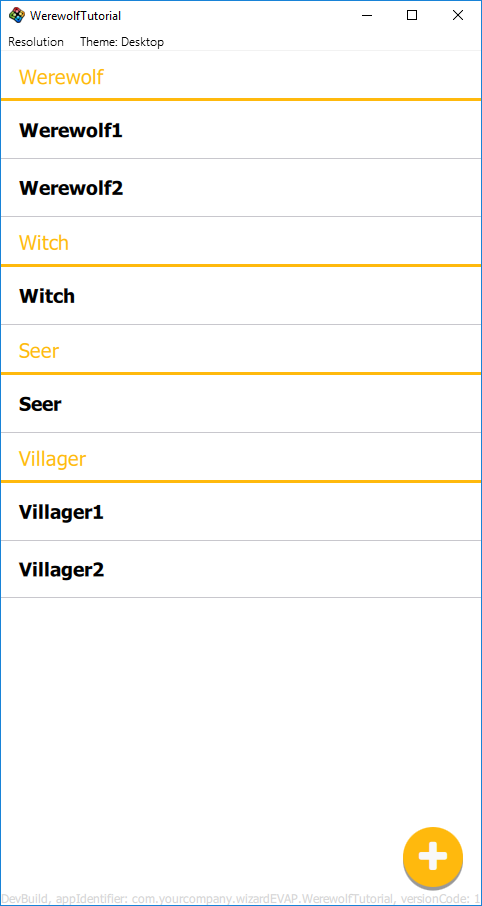 WerewolfTutorial
Resolution Theme: Desktop
Werewolf
Werewolf1
Werewolf2
Witch
Witch
Seer
Seer
Villager
Villager1
Villager2
DevBuild, appIdentifier: com.yourcompany.wizardEVAP.WerewolfTutorial, versionCode: 1